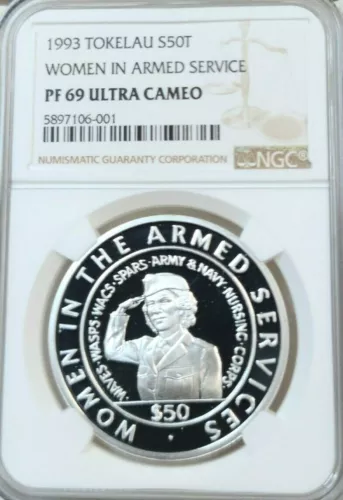 1993 TOKELAU S50T
WOMEN IN ARMED SERVICE
PF 69 ULTRA CAMEO
5897106-001
NUMISMATIC GUARANTY CORPORATION
NGC®
WOMEN IN THE ARMED SERVICES
WAVES·WASPS·WACS·SPARS·ARMY & NAVY·NURSING·CORPS·
$50